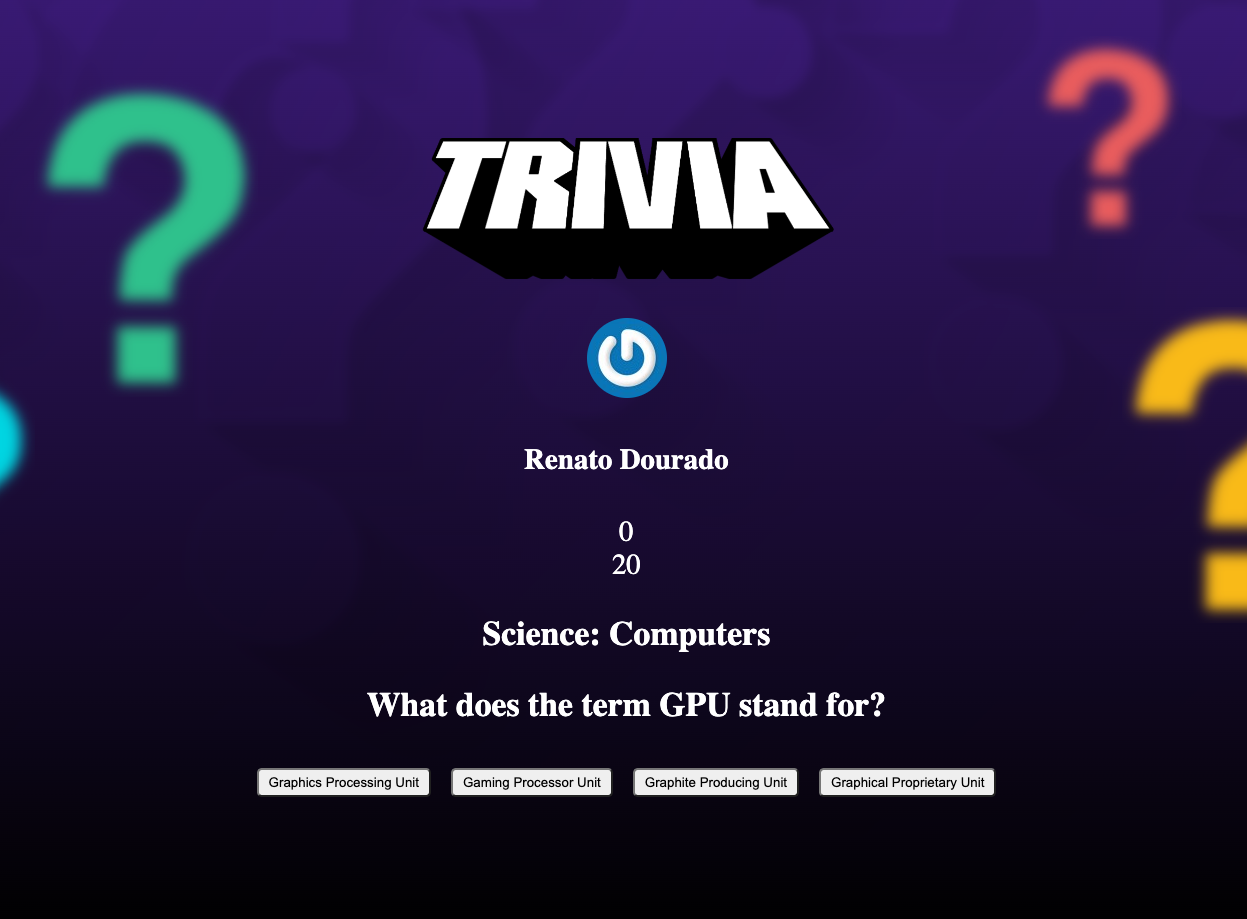 TRIVIA
Renato Dourado
0
20
Science: Computers
What does the term GPU stand for?
Graphics Processing Unit Gaming Processor Unit Graphite Producing Unit Graphical Proprietary Unit